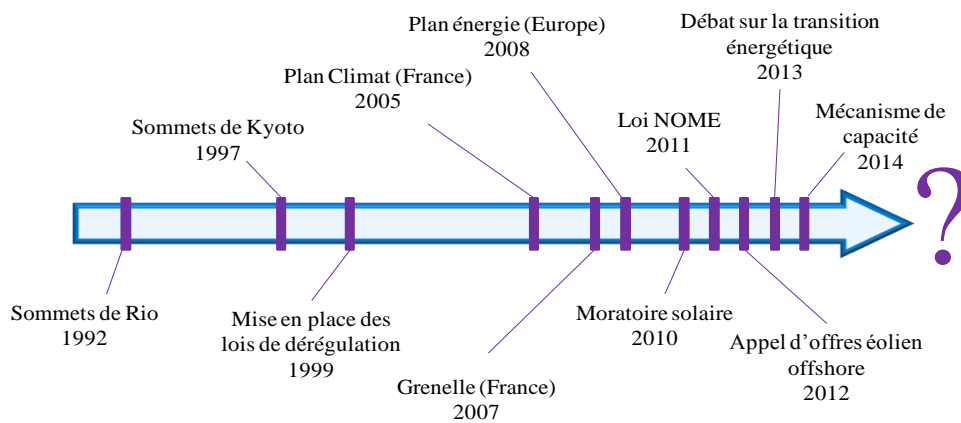 Plan énergie (Europe)
2008
Débat sur la transition
énergétique
2013
Plan Climat (France)
2005
Sommets de Kyoto
1997
Loi NOME
2011
Mécanisme de
capacité
2014
?
Sommets de Rio
1992
Mise en place des
lois de dérégulation
1999
Grenelle (France)
2007
Moratoire solaire
2010
Appel d’offres éolien
offshore
2012